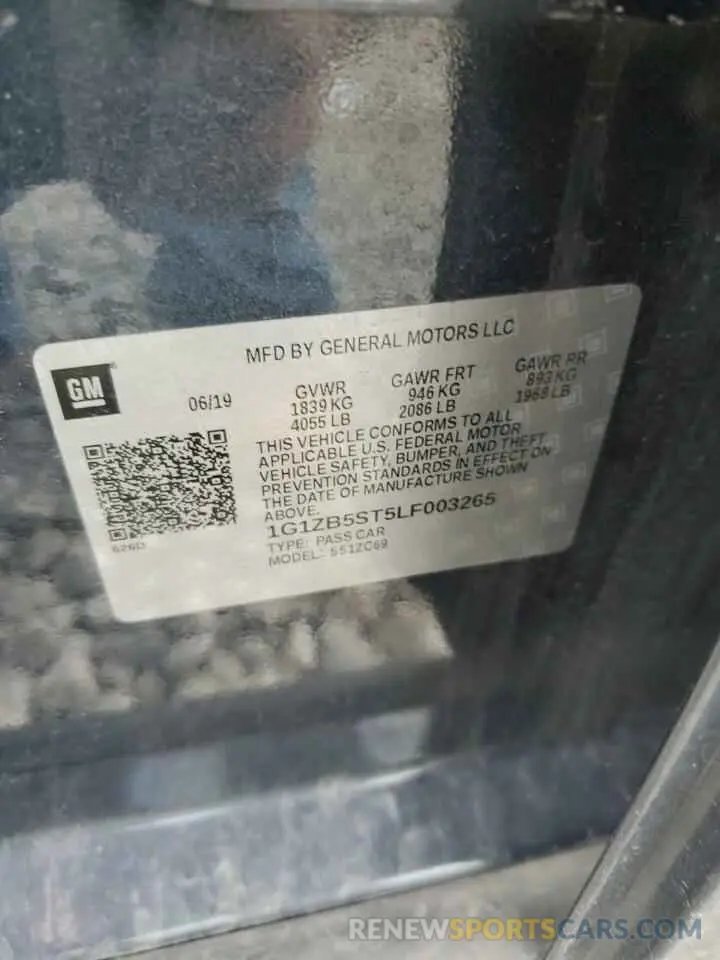 MFD BY GENERAL MOTORS LLC
GM
06/19
GVWR
1839 KG
4055 LB
GAWR FRT
946 KG
2086 LB
GAWR RR
893 KG
1968 LB
THIS VEHICLE CONFORMS TO ALL
APPLICABLE U.S. FEDERAL MOTOR
VEHICLE SAFETY, BUMPER, AND THEFT
PREVENTION STANDARDS IN EFFECT ON
THE DATE OF MANUFACTURE SHOWN
ABOVE.
1G1ZB5ST5LF003265
TYPE: PASS CAR
MODEL: SS1ZC69
626D
RENEWSPORTSCARS.COM